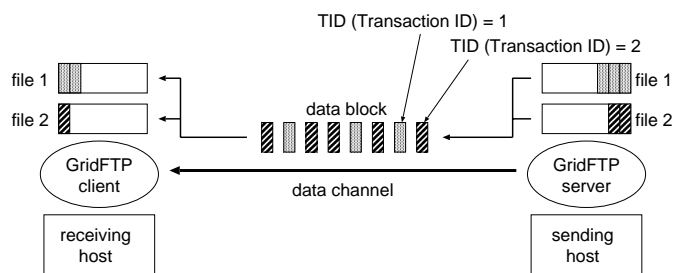 TID (Transaction ID) = 1
TID (Transaction ID) = 2
file 1
file 1
data block
file 2
file 2
GridFTP
client
GridFTP
server
data channel
receiving
host
sending
host